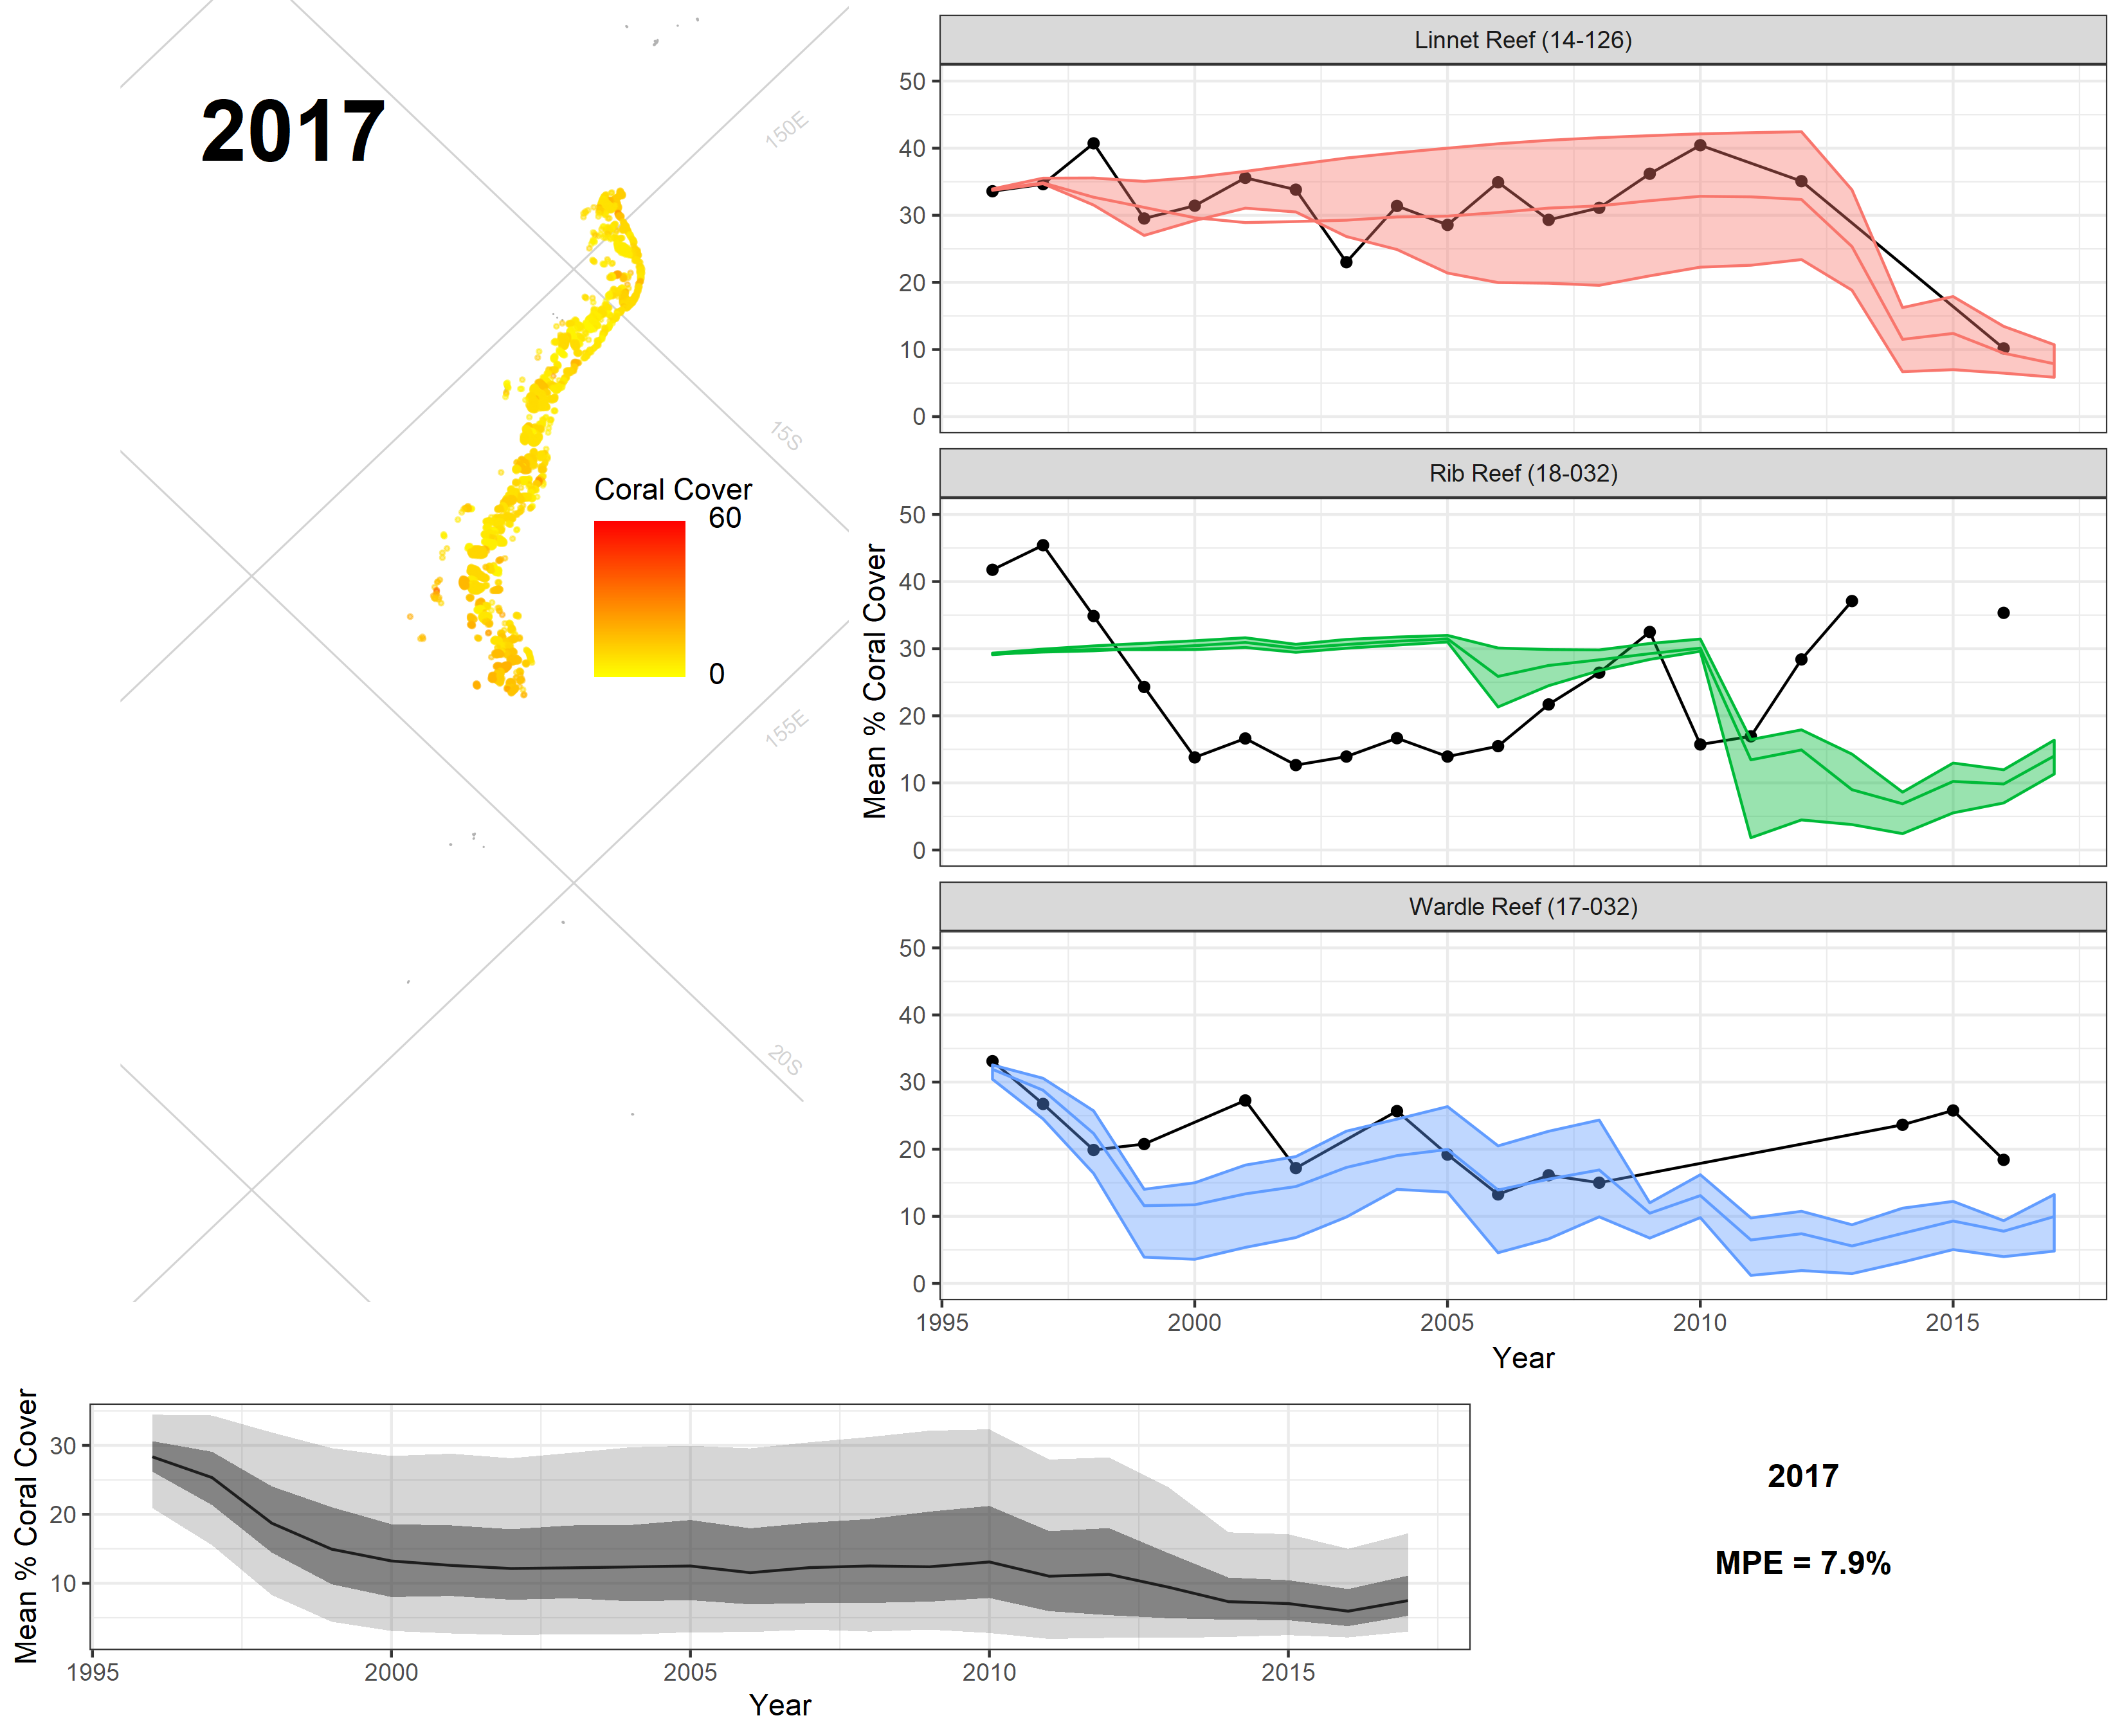 2017
150E
15S
Coral Cover
60
0
155E
20S
Linnet Reef (14-126)
50
40
30
20
10
0
Rib Reef (18-032)
50
40
30
20
10
0
Mean % Coral Cover
Wardle Reef (17-032)
50
40
30
20
10
0
1995 2000 2005 2010 2015
Year
Mean % Coral Cover
30
20
10
1995 2000 2005 2010 2015
Year
2017
MPE = 7.9%